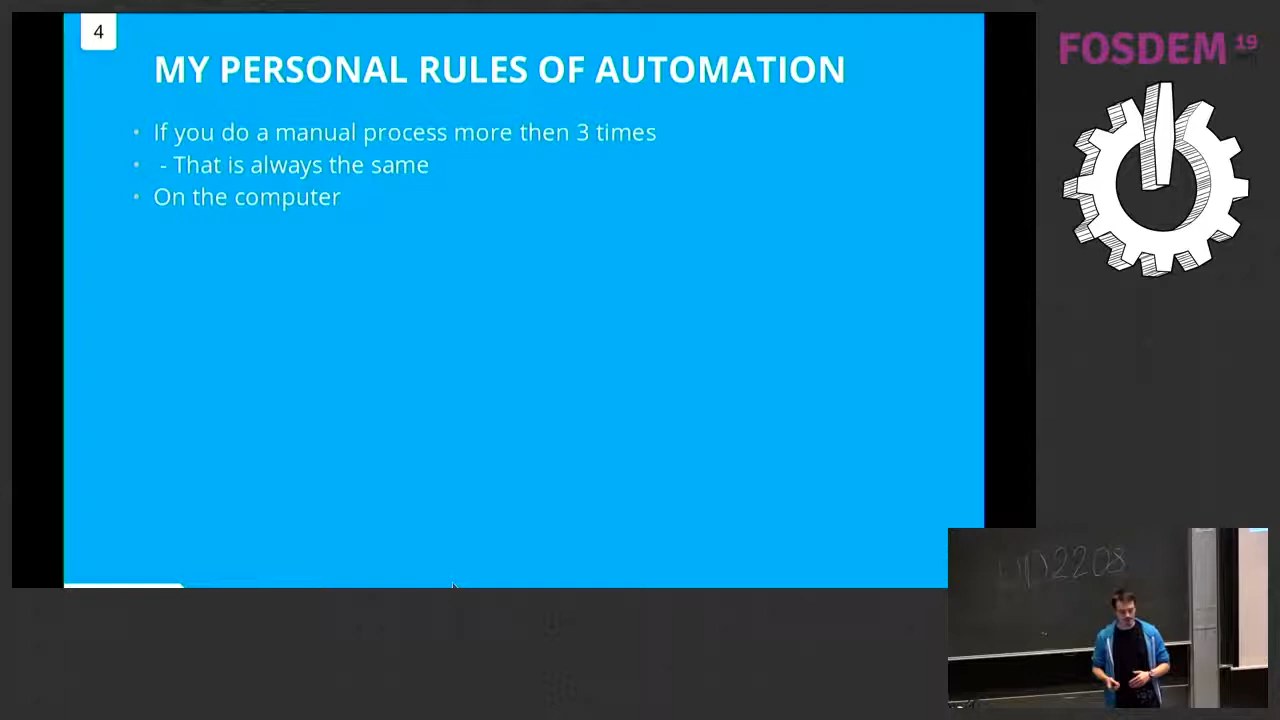 4
MY PERSONAL RULES OF AUTOMATION
• If you do a manual process more then 3 times
• - That is always the same
• On the computer
FOSDEM 19
2208